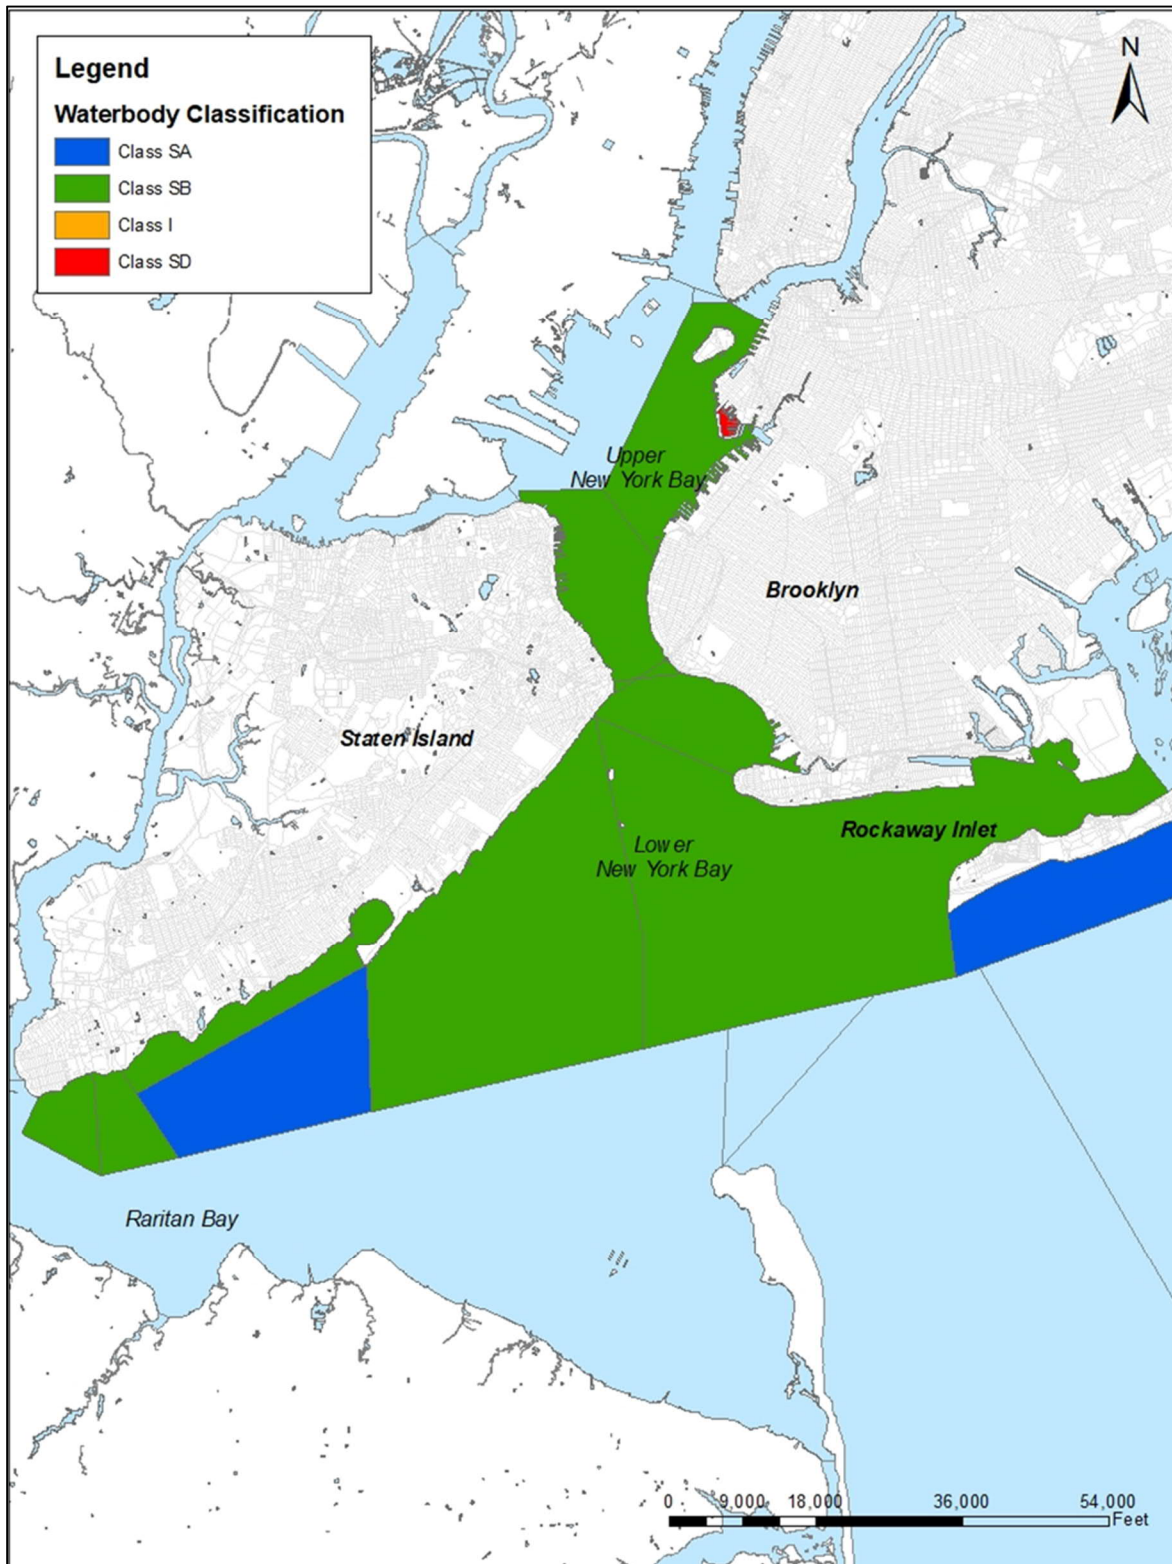 Legend
Waterbody Classification
Class SA
Class SB
Class I
Class SD
N
Upper
New York Bay
Brooklyn
Staten Island
Rockaway Inlet
Lower
New York Bay
Raritan Bay
0 9,000 18,000 36,000 54,000
Feet